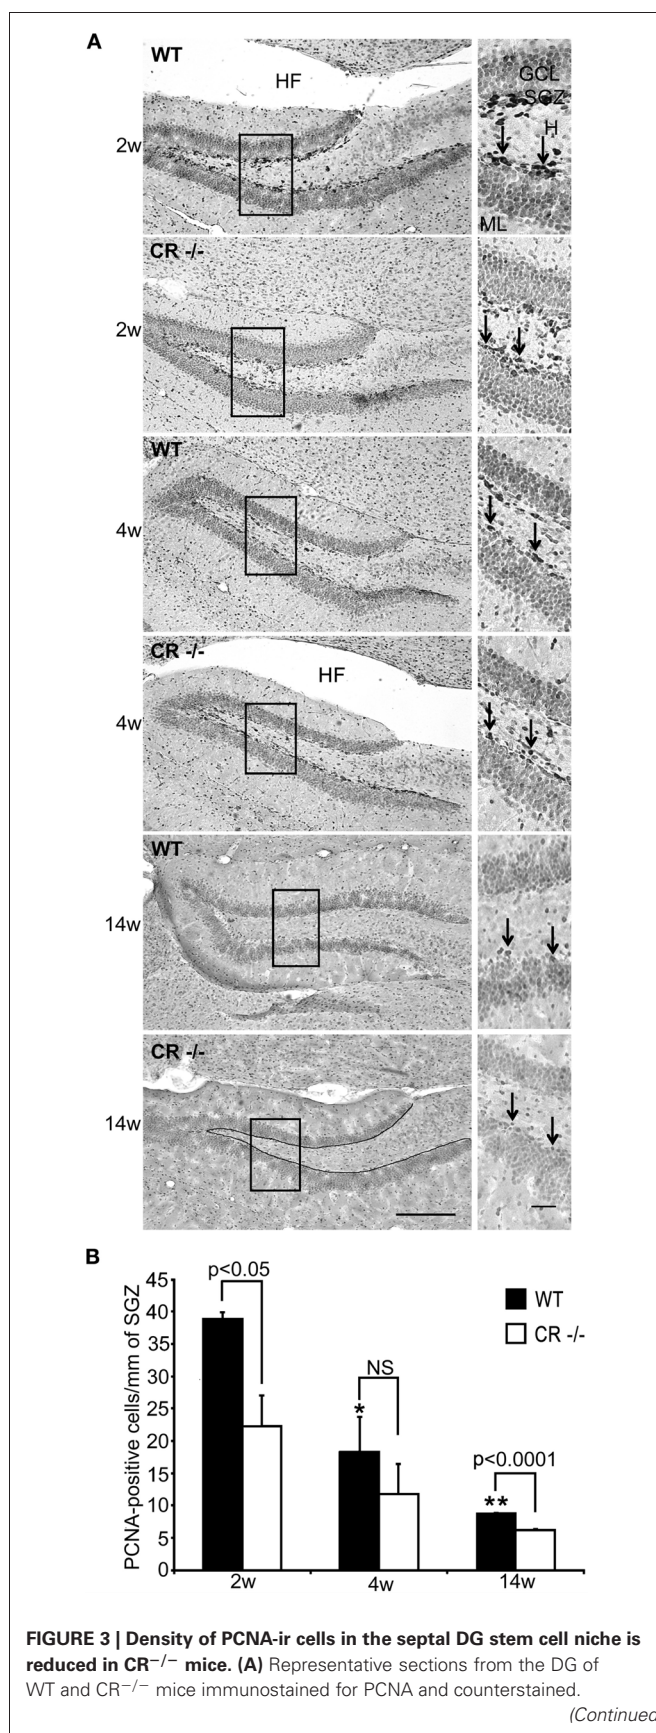 A
WT
HF
2w
GCL
SGZ
H
ML
CR -/-
2w
WT
4w
CR -/-
HF
4w
WT
14w
CR -/-
14w
B
PCNA-positive cells/mm of SGZ
45
40
35
30
25
20
15
10
5
0
p<0.05
NS
*
p<0.0001
**
WT
CR -/-
2w
4w
14w
FIGURE 3 | Density of PCNA-ir cells in the septal DG stem cell niche is
reduced in CR−/− mice. (A) Representative sections from the DG of
WT and CR−/− mice immunostained for PCNA and counterstained.
(Continued